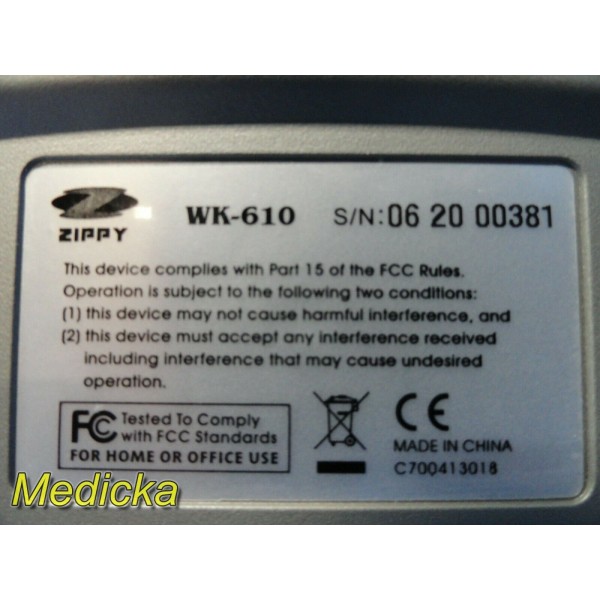 ZIPPY
WK-610 S/N: 06 20 00381
This device complies with Part 15 of the FCC Rules.
Operation is subject to the following two conditions:
(1) this device may not cause harmful interference, and
(2) this device must accept any interference received
including interference that may cause undesired
operation.
FC Tested To Comply
with FCC Standards
FOR HOME OR OFFICE USE
CE
MADE IN CHINA
C700413018
Medicka